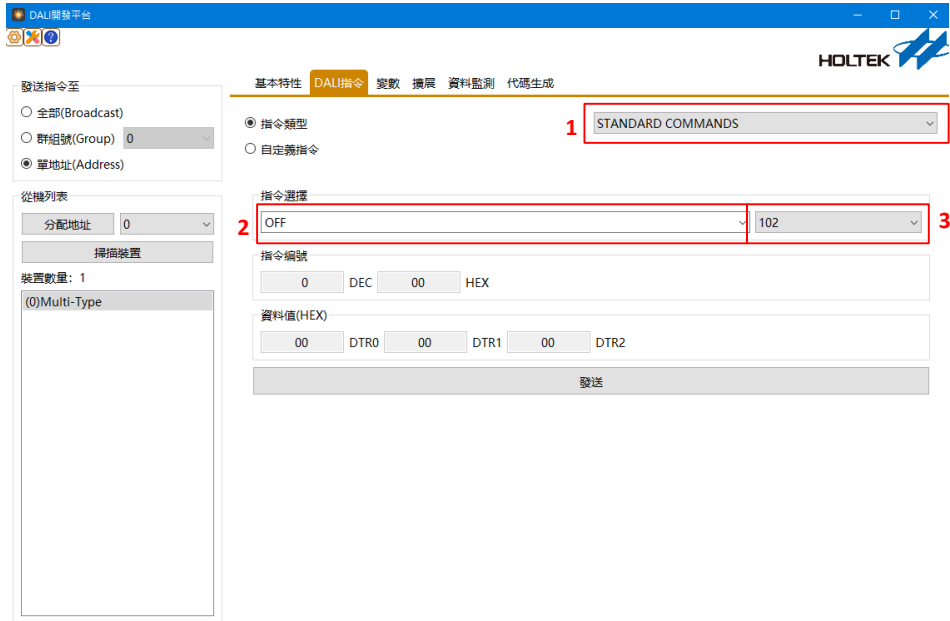 DALI開發平台
HOLTEK
發送指令至
全部(Broadcast)
群組號(Group) 0
單地址(Address)
從機列表
分配地址 0
掃描裝置
裝置數量: 1
(0)Multi-Type
基本特性 DALI指令 變數 擴展 資料監測 代碼生成
指令類型
1 STANDARD COMMANDS
自定義指令
指令選擇
2 OFF 102 3
指令編號
0 DEC 00 HEX
資料值(HEX)
00 DTR0 00 DTR1 00 DTR2
發送